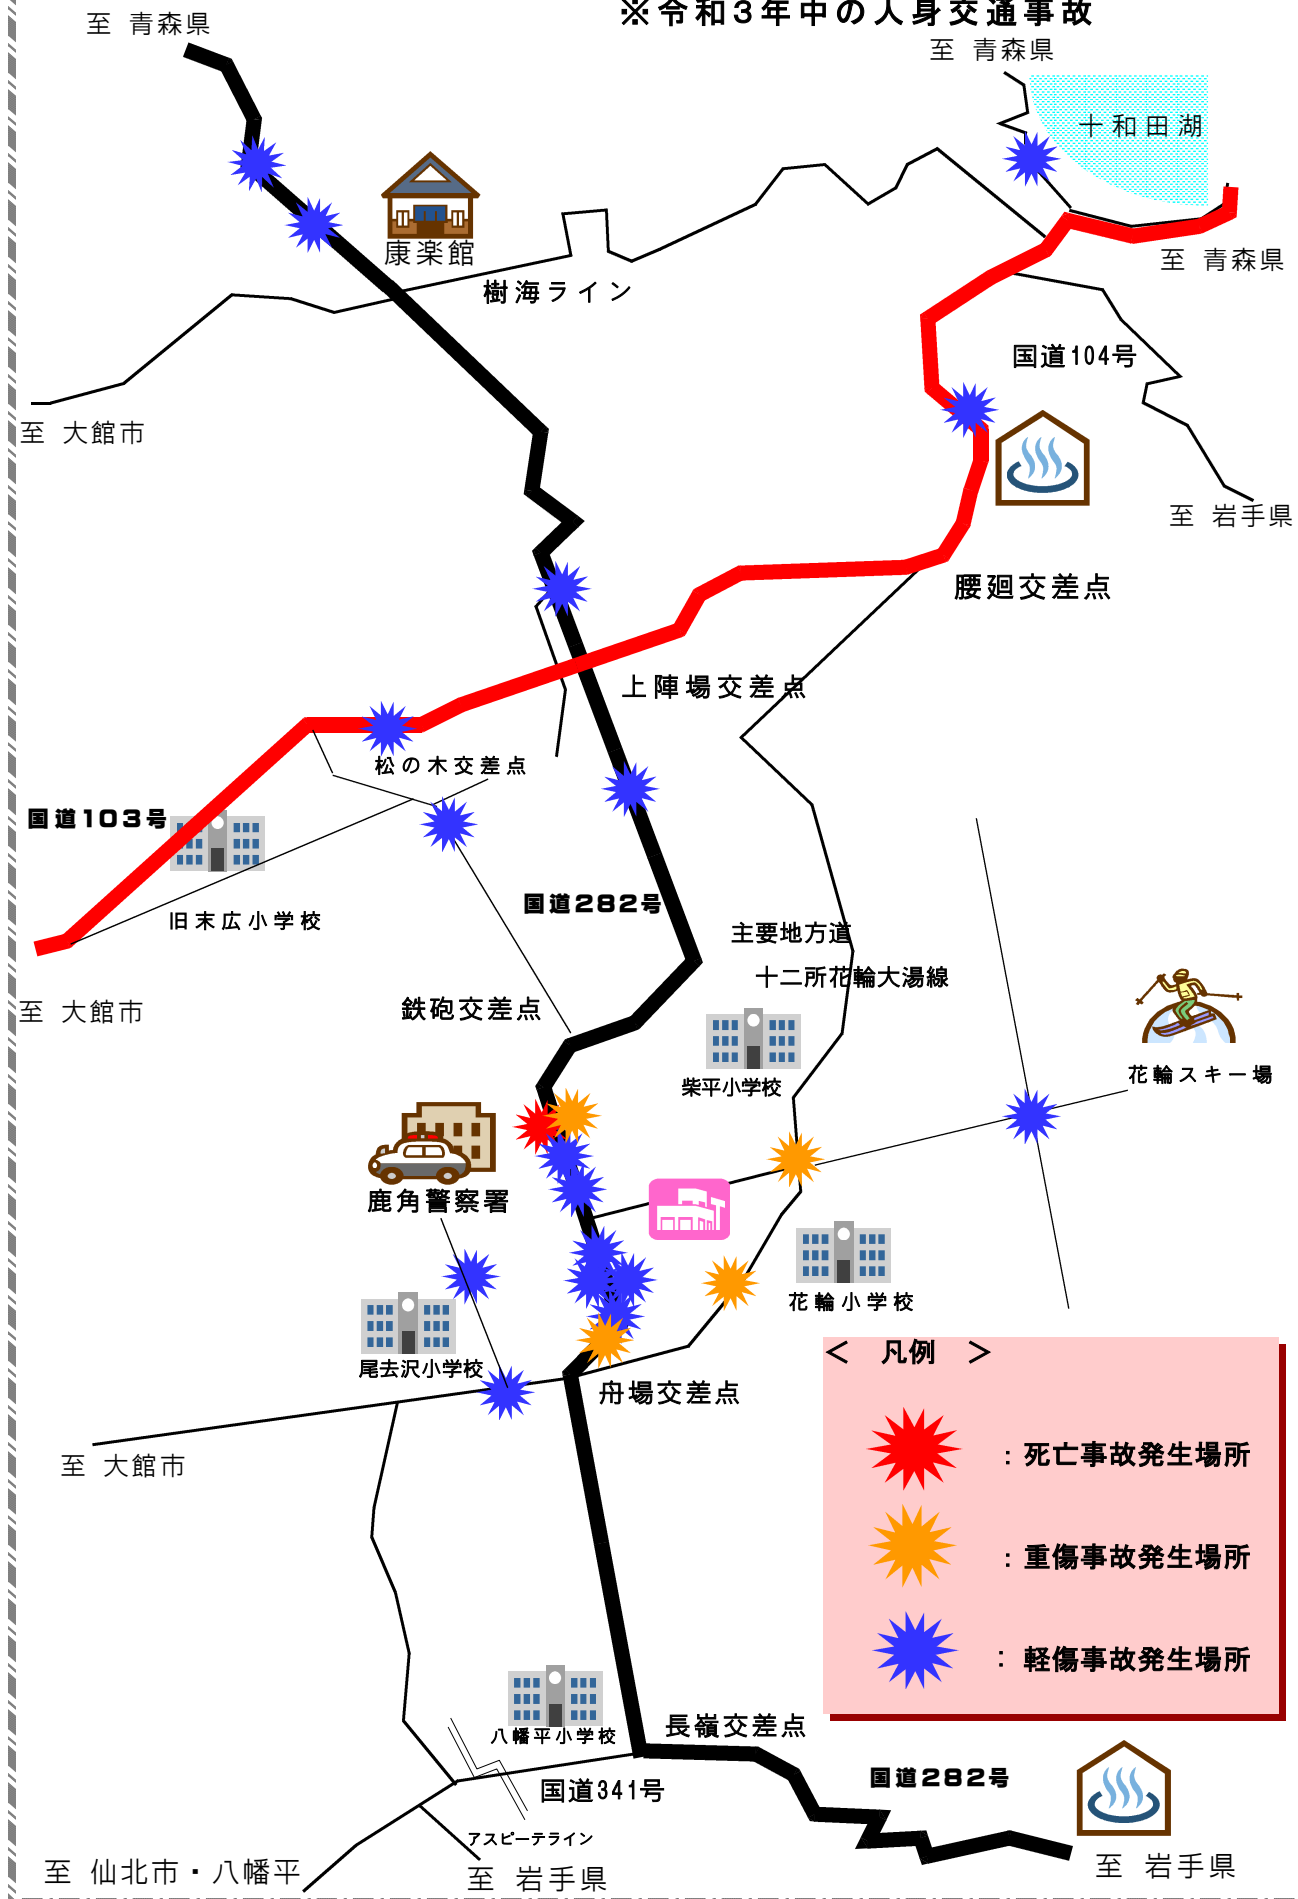 ※令和３年中の人身交通事故
至 青森県
至 青森県
十和田湖
康楽館
至 青森県
樹海ライン
国道104号
至 大館市
至 岩手県
腰廻交差点
上陣場交差点
松の木交差点
国道103号
国道282号
旧末広小学校
主要地方道
十二所花輪大湯線
至 大館市
鉄砲交差点
柴平小学校
花輪スキー場
鹿角警察署
花輪小学校
尾去沢小学校
舟場交差点
至 大館市
＜ 凡例 ＞
：死亡事故発生場所
：重傷事故発生場所
：軽傷事故発生場所
八幡平小学校
長嶺交差点
国道341号
国道282号
アスピーテライン
至 仙北市・八幡平
至 岩手県
至 岩手県